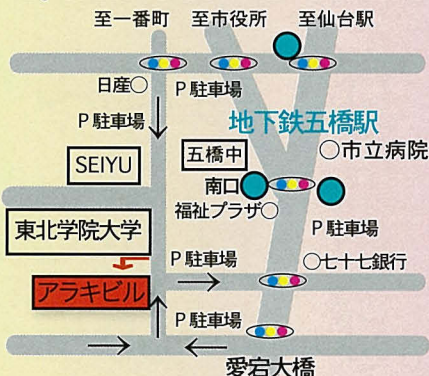 至一番町 至市役所 至仙台駅
日産○ P 駐車場
P 駐車場
地下鉄五橋駅
SEIYU 五橋中 ○市立病院
南口
福祉プラザ○
東北学院大学 P 駐車場
P 駐車場 ○七十七銀行
アラキビル
P 駐車場
愛宕大橋